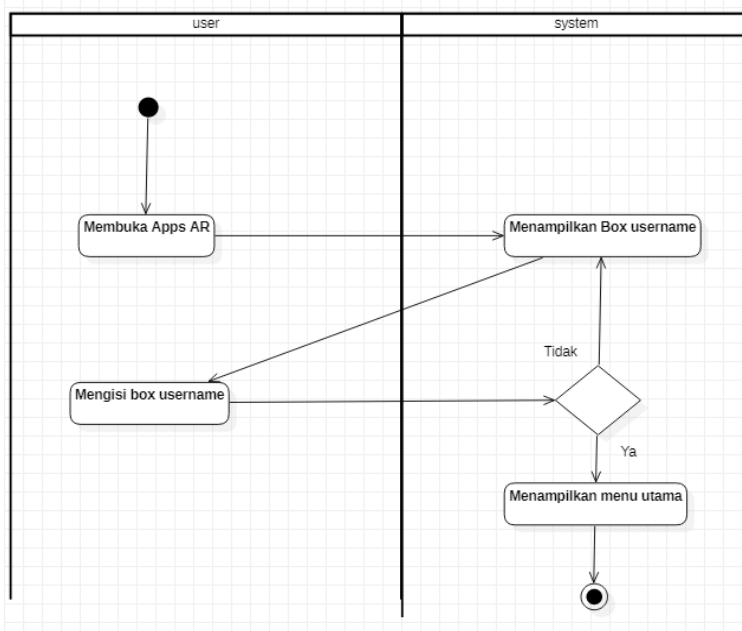 user
system
Membuka Apps AR
Menampilkan Box username
Tidak
Mengisi box username
Ya
Menampilkan menu utama